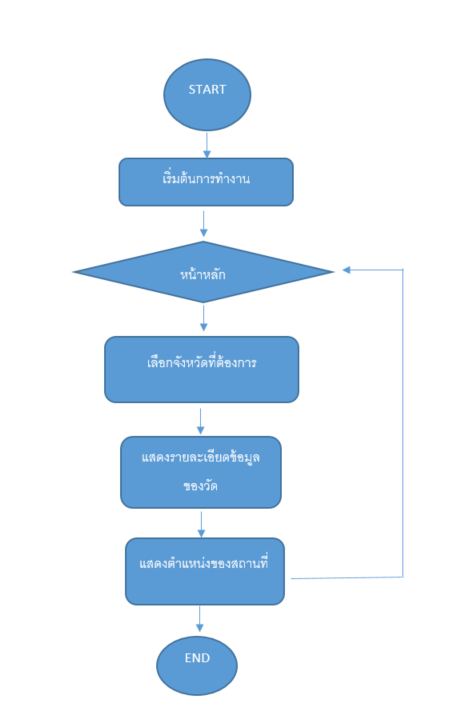 START
เริ่มต้นการทำงาน
หน้าหลัก
เลือกจังหวัดที่ต้องการ
แสดงรายละเอียดข้อมูล
ของวัด
แสดงตำแหน่งของสถานที่
END